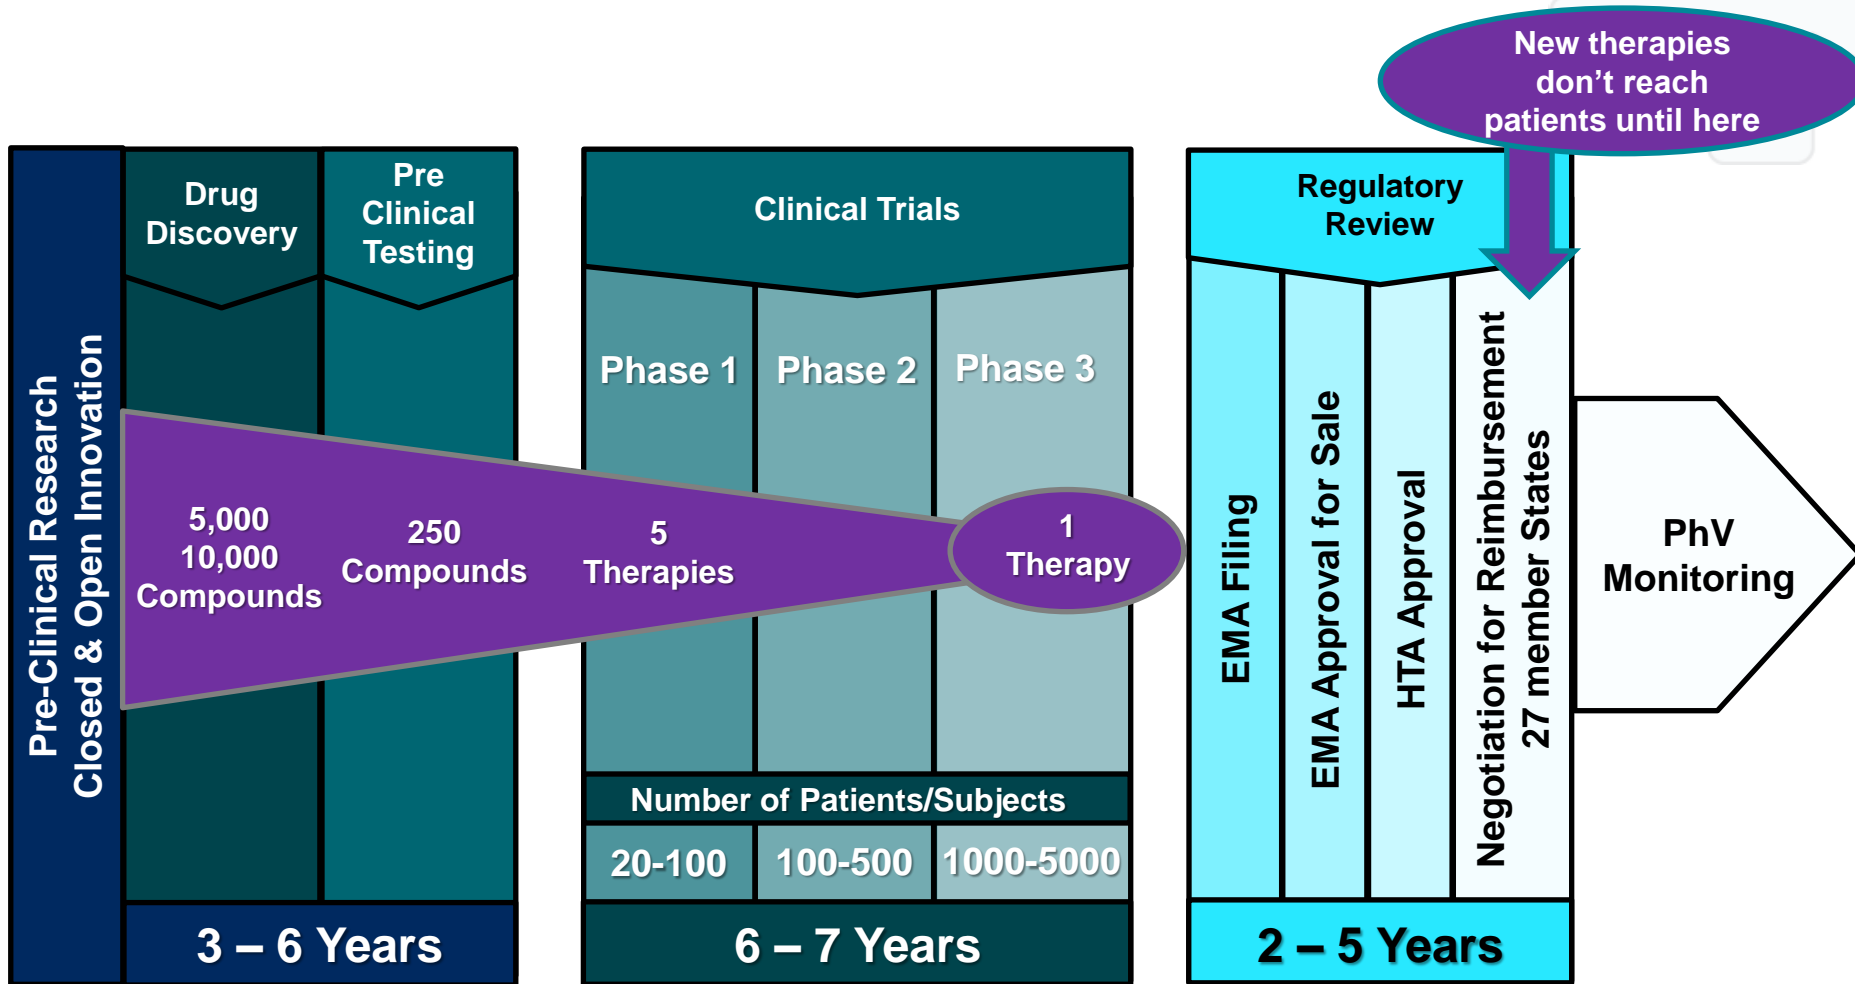 New therapies
don't reach
patients until here
Pre-Clinical Research
Closed & Open Innovation
Drug
Discovery
Pre
Clinical
Testing
5,000
10,000
Compounds
250
Compounds
3 – 6 Years
Clinical Trials
Phase 1
Phase 2
Phase 3
5
Therapies
1
Therapy
Number of Patients/Subjects
20-100
100-500
1000-5000
6 – 7 Years
Regulatory
Review
EMA Filing
EMA Approval for Sale
HTA Approval
Negotiation for Reimbursement
27 member States
2 – 5 Years
PhV
Monitoring